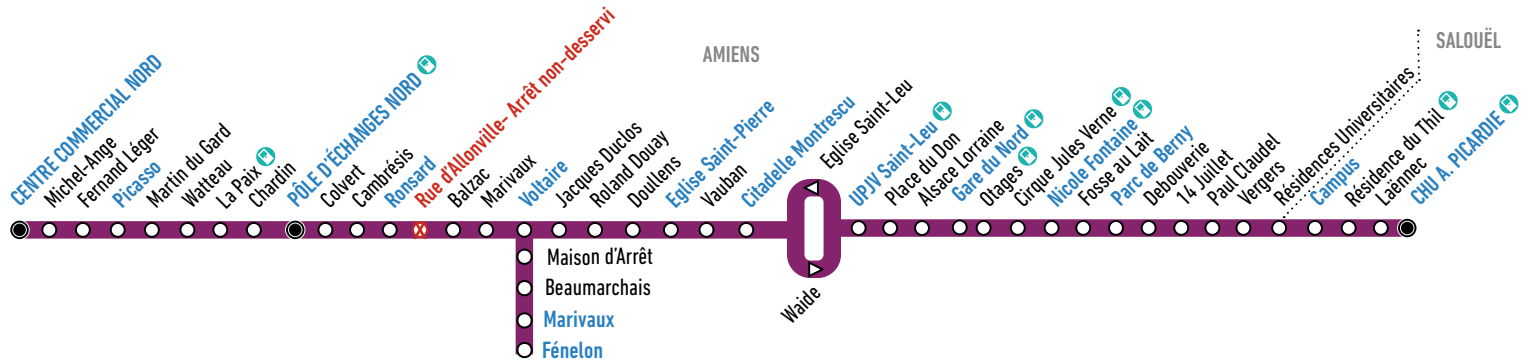 AMIENS
SALOUËL
CENTRE COMMERCIAL NORD
Michel-Ange
Fernand Léger
Picasso
Martin du Gard
Watteau
La Paix
Chardin
PÔLE D'ÉCHANGES NORD
Colvert
Cambrésis
Ronsard
Rue d'Allonville- Arrêt non-desservi
Balzac
Marivaux
Voltaire
Jacques Duclos
Roland Douay
Doullens
Eglise Saint-Pierre
Vauban
Citadelle Montrescu
Eglise Saint-Leu
UPJV Saint-Leu
Place du Don
Alsace Lorraine
Gare du Nord
Otages
Cirque Jules Verne
Nicole Fontaine
Fosse au Lait
Parc de Berny
Debouverie
14 Juillet
Paul Claudel
Vergers
Résidences Universitaires
Campus
Résidence du Thil
Laënnec
CHU A. PICARDIE
Maison d'Arrêt
Beaumarchais
Marivaux
Fénelon
Waide